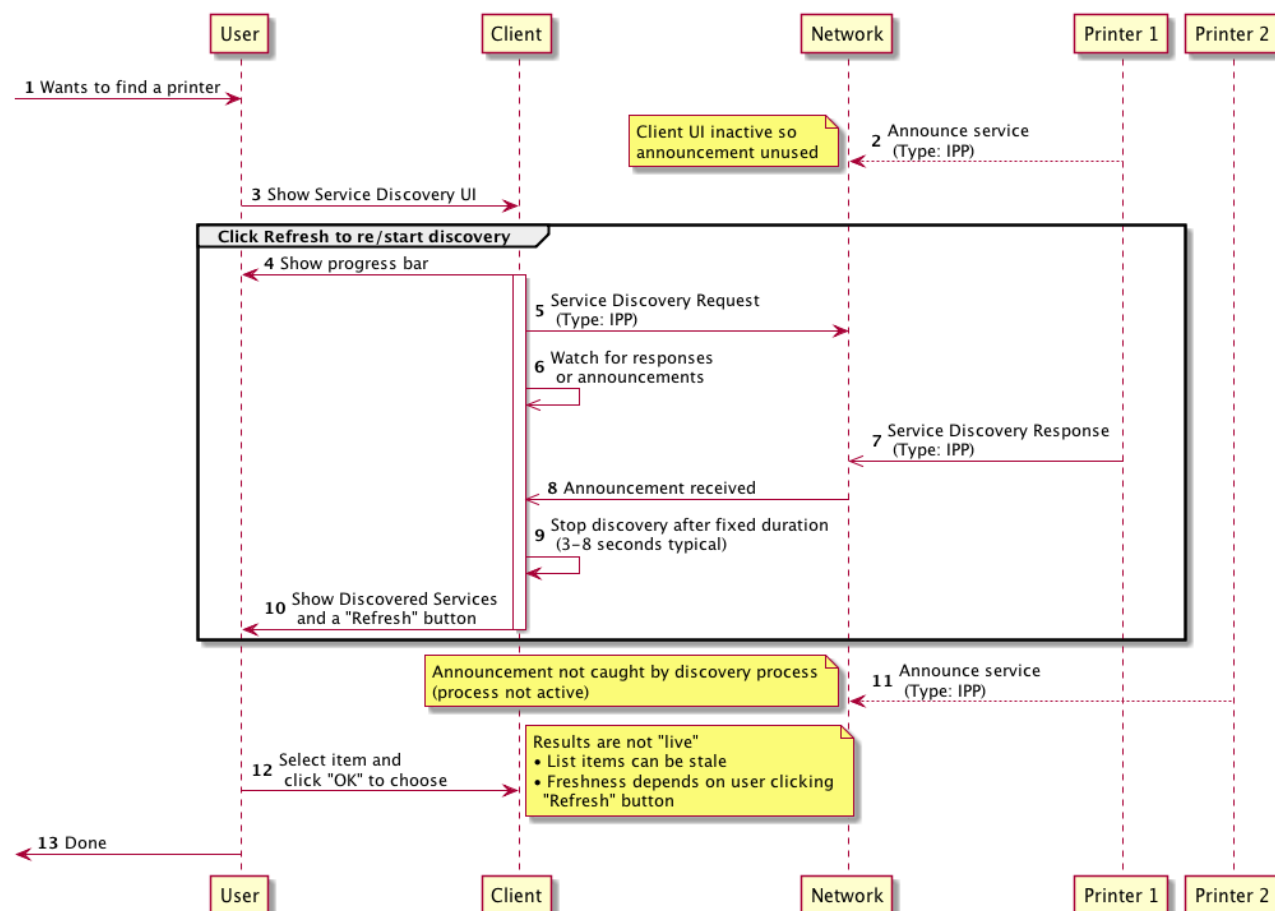 User
Client
Network
Printer 1
Printer 2
1 Wants to find a printer
Client UI inactive so
announcement unused
2 Announce service
(Type: IPP)
3 Show Service Discovery UI
Click Refresh to re/start discovery
4 Show progress bar
5 Service Discovery Request
(Type: IPP)
6 Watch for responses
or announcements
7 Service Discovery Response
(Type: IPP)
8 Announcement received
9 Stop discovery after fixed duration
(3-8 seconds typical)
10 Show Discovered Services
and a "Refresh" button
Announcement not caught by discovery process
(process not active)
11 Announce service
(Type: IPP)
12 Select item and
click "OK" to choose
Results are not "live"
• List items can be stale
• Freshness depends on user clicking
"Refresh" button
13 Done
User
Client
Network
Printer 1
Printer 2